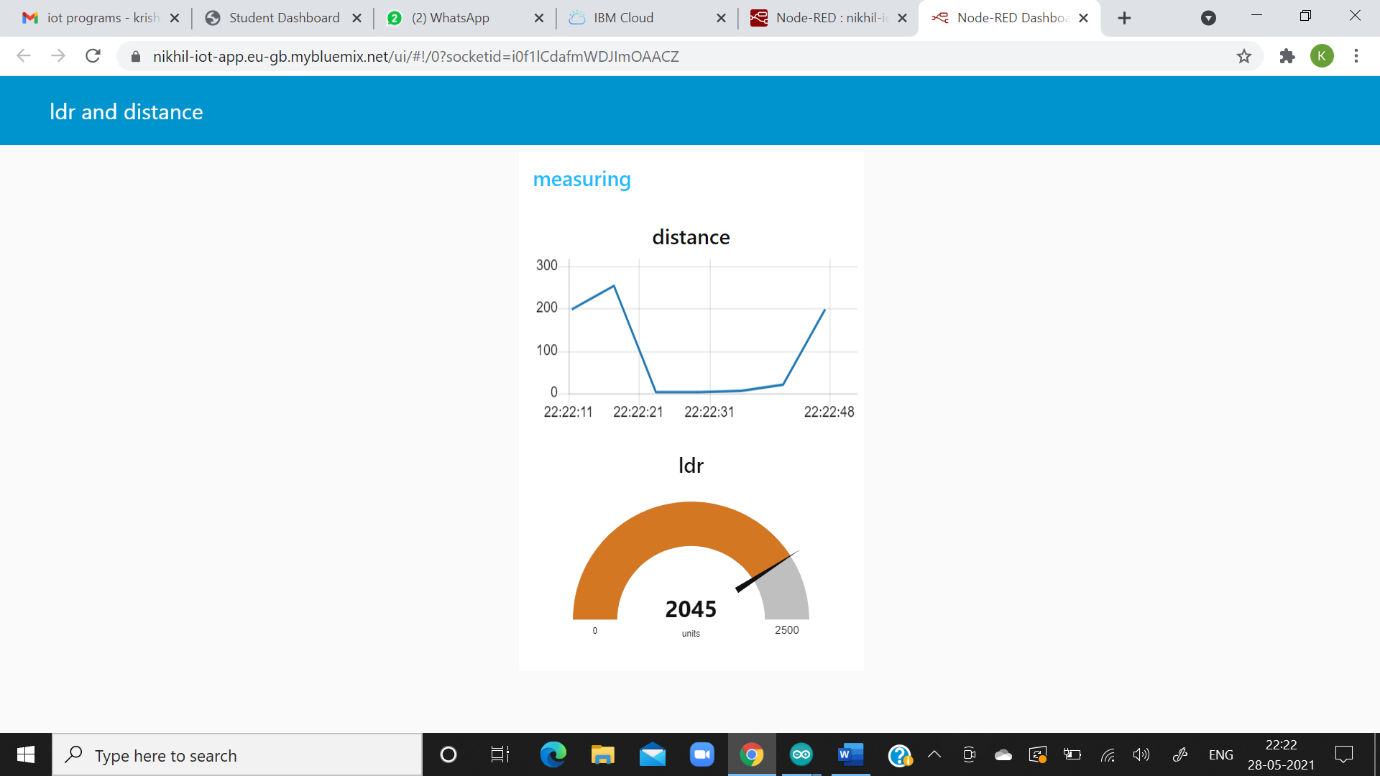 iot programs - krish
Student Dashboard
2
(2) WhatsApp
IBM Cloud
Node-RED : nikhil-i
Node-RED Dashbo
nikhil-iot-app.eu-gb.mybluemix.net/ui/#!/0?socketid=i0f1lCdafmWDJImOAACZ
K
ldr and distance
measuring
distance
300
200
100
0
22:22:11 22:22:21 22:22:31 22:22:48
ldr
2045
0 units 2500
Type here to search
W
ENG
22:22
28-05-2021